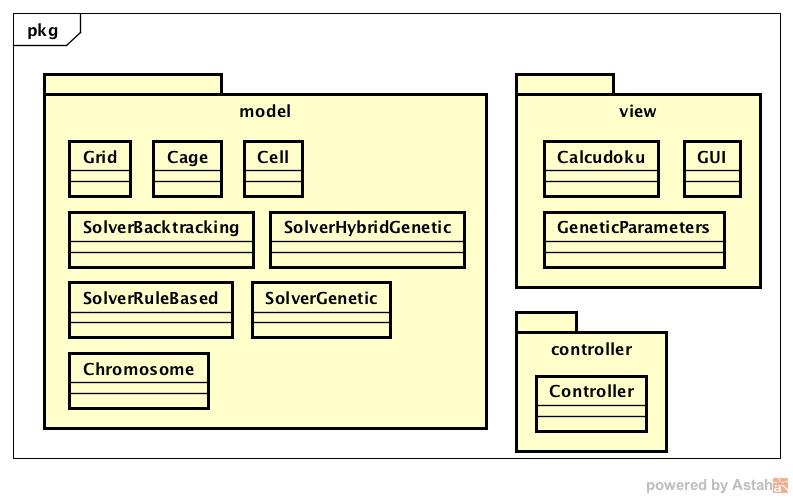 pkg
model
Grid
Cage
Cell
SolverBacktracking
SolverHybridGenetic
SolverRuleBased
SolverGenetic
Chromosome
view
Calcudoku
GUI
GeneticParameters
controller
Controller
powered by Astah